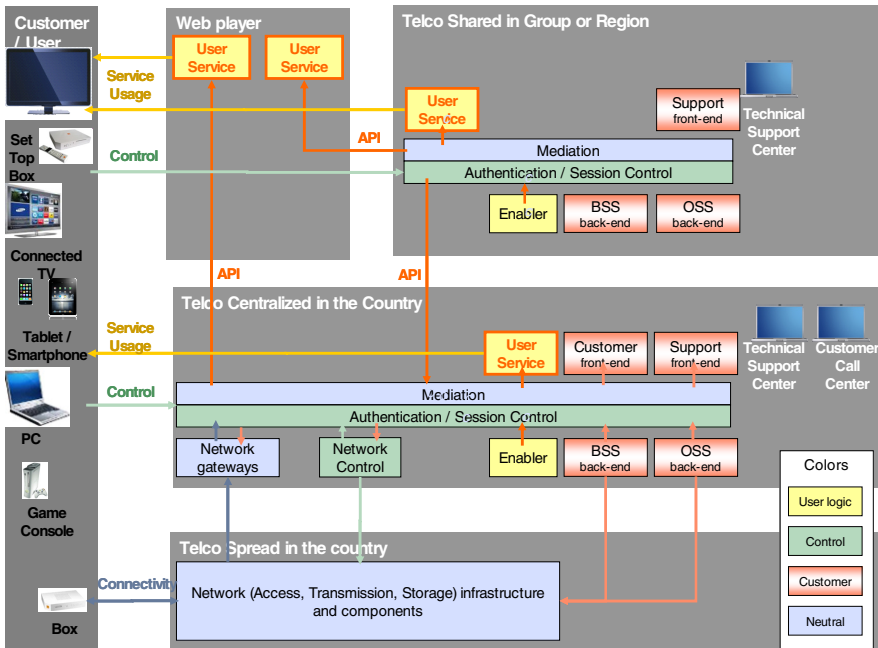 Customer
/ User
Web player
Telco Shared in Group or Region
User
Service
User
Service
Service
Usage
User
Service
Support
front-end
Technical
Support
Center
API
Set
Top
Box
Control
Mediation
Authentication / Session Control
Enabler
BSS
back-end
OSS
back-end
Connected
TV
API
API
Telco Centralized in the Country
Tablet /
Smartphone
Service
Usage
User
Service
Customer
front-end
Support
front-end
Technical
Support
Center
Customer
Call
Center
Control
Mediation
Authentication / Session Control
PC
Network
gateways
Network
Control
Enabler
BSS
back-end
OSS
back-end
Colors
User logic
Control
Customer
Neutral
Game
Console
Telco Spread in the country
Connectivity
Network (Access, Transmission, Storage) infrastructure
and components
Box